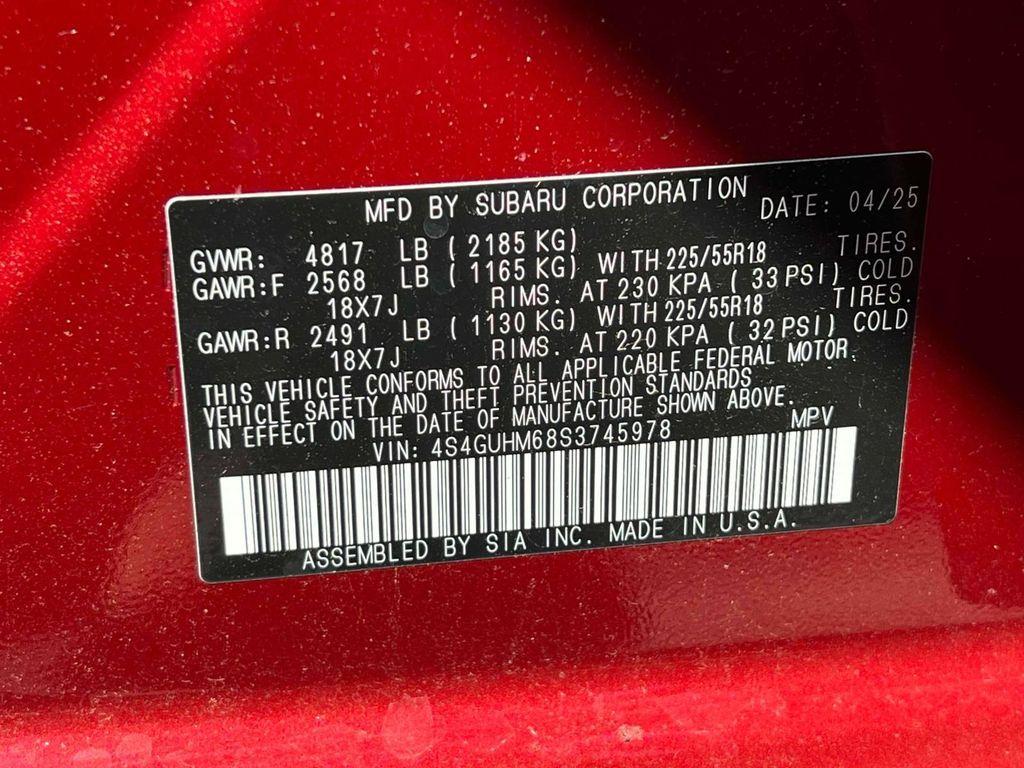 MFD BY SUBARU CORPORATION DATE: 04/25
GVWR: 4817 LB ( 2185 KG)
GAWR:F 2568 LB ( 1165 KG) WITH 225/55R18 TIRES.
18X7J RIMS. AT 230 KPA ( 33 PSI) COLD
GAWR:R 2491 LB ( 1130 KG) WITH 225/55R18 TIRES.
18X7J RIMS. AT 220 KPA ( 32 PSI) COLD
THIS VEHICLE CONFORMS TO ALL APPLICABLE FEDERAL MOTOR.
VEHICLE SAFETY AND THEFT PREVENTION STANDARDS
IN EFFECT ON THE DATE OF MANUFACTURE SHOWN ABOVE.
VIN: 4S4GUHM68S3745978 MPV
ASSEMBLED BY SIA INC. MADE IN U.S.A.